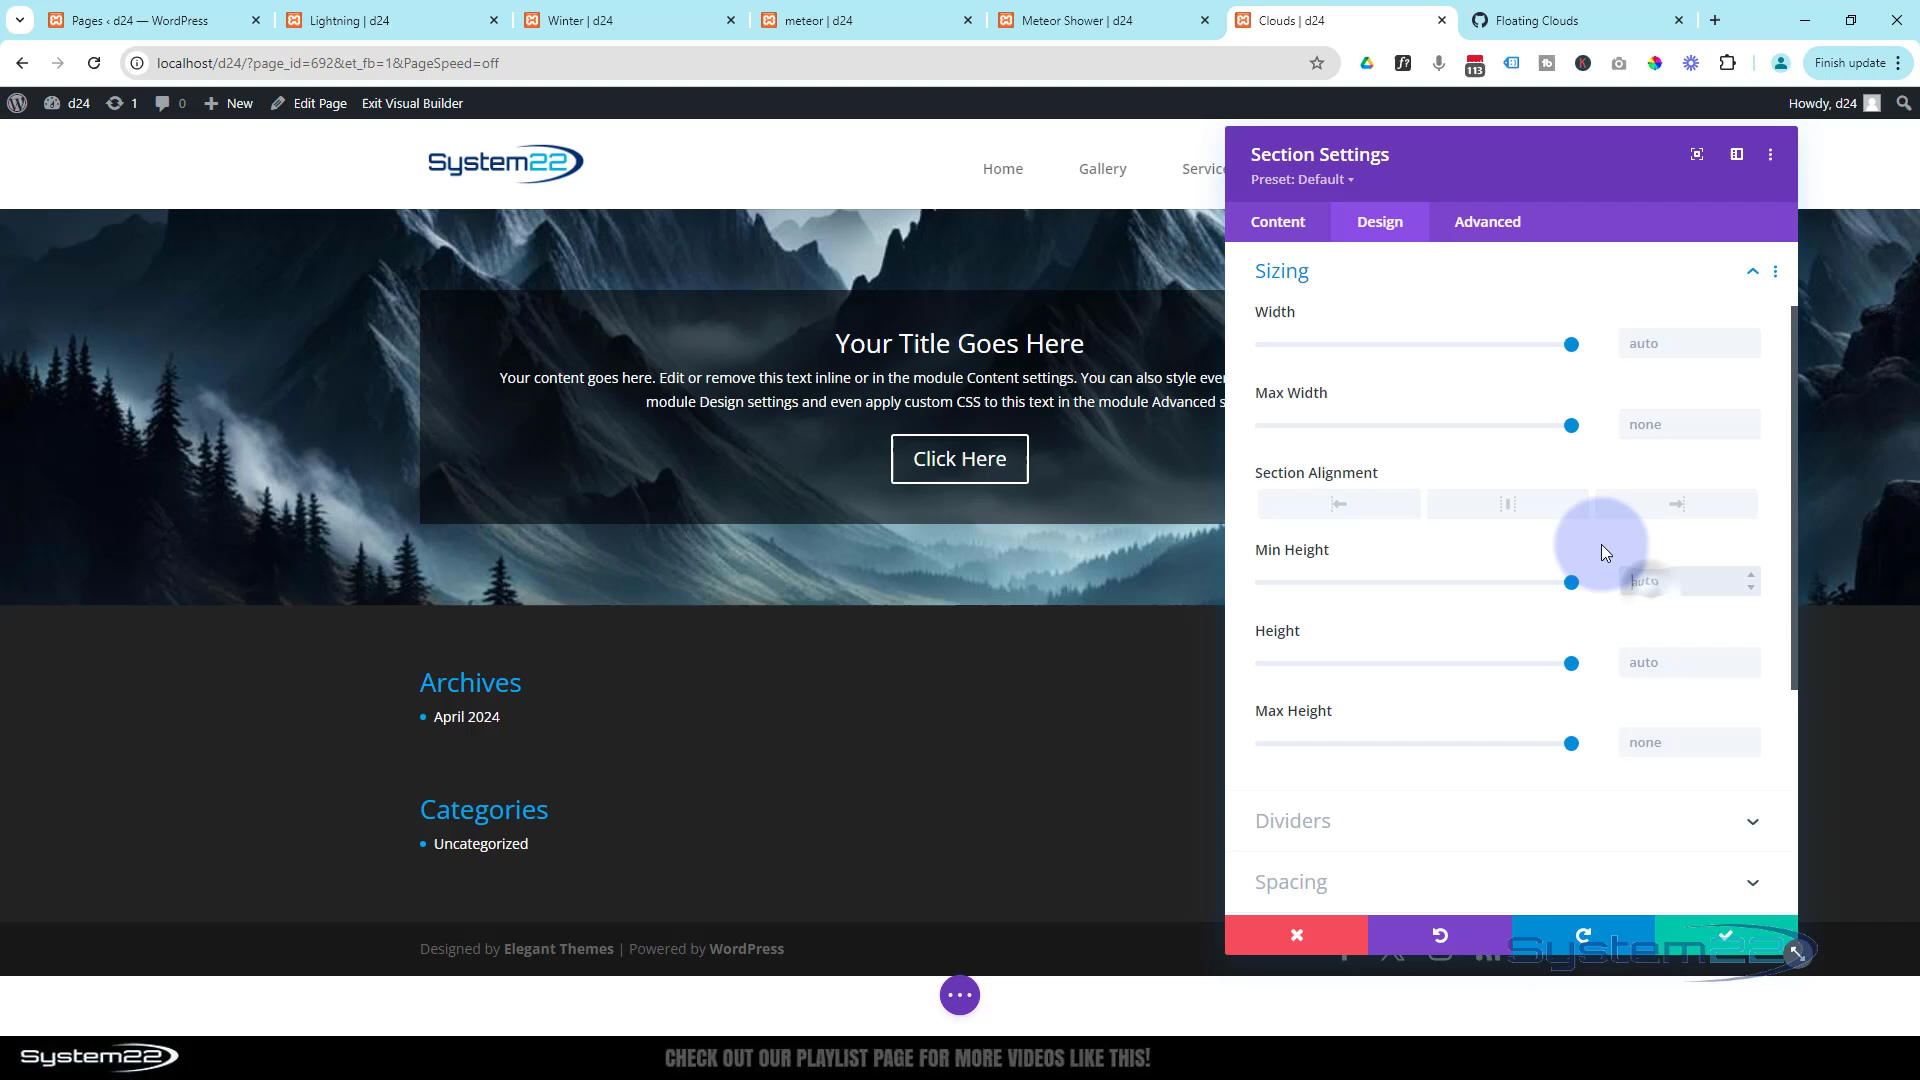 Pages ‹ d24 — WordPress
Lightning | d24
Winter | d24
meteor | d24
Meteor Shower | d24
Clouds | d24
Floating Clouds
localhost/d24/?page_id=692&et_fb=1&PageSpeed=off
113
Finish update
d24
1
0
New
Edit Page
Exit Visual Builder
Howdy, d24
System22
Home
Gallery
Service
Section Settings
Preset: Default
Content
Design
Advanced
Sizing
Width
auto
Max Width
none
Section Alignment
Min Height
auto
Height
auto
Max Height
none
Dividers
Spacing
Your Title Goes Here
Your content goes here. Edit or remove this text inline or in the module Content settings. You can also style ever
module Design settings and even apply custom CSS to this text in the module Advanced s
Click Here
Archives
April 2024
Categories
Uncategorized
Designed by Elegant Themes | Powered by WordPress
System22
System22
CHECK OUT OUR PLAYLIST PAGE FOR MORE VIDEOS LIKE THIS!